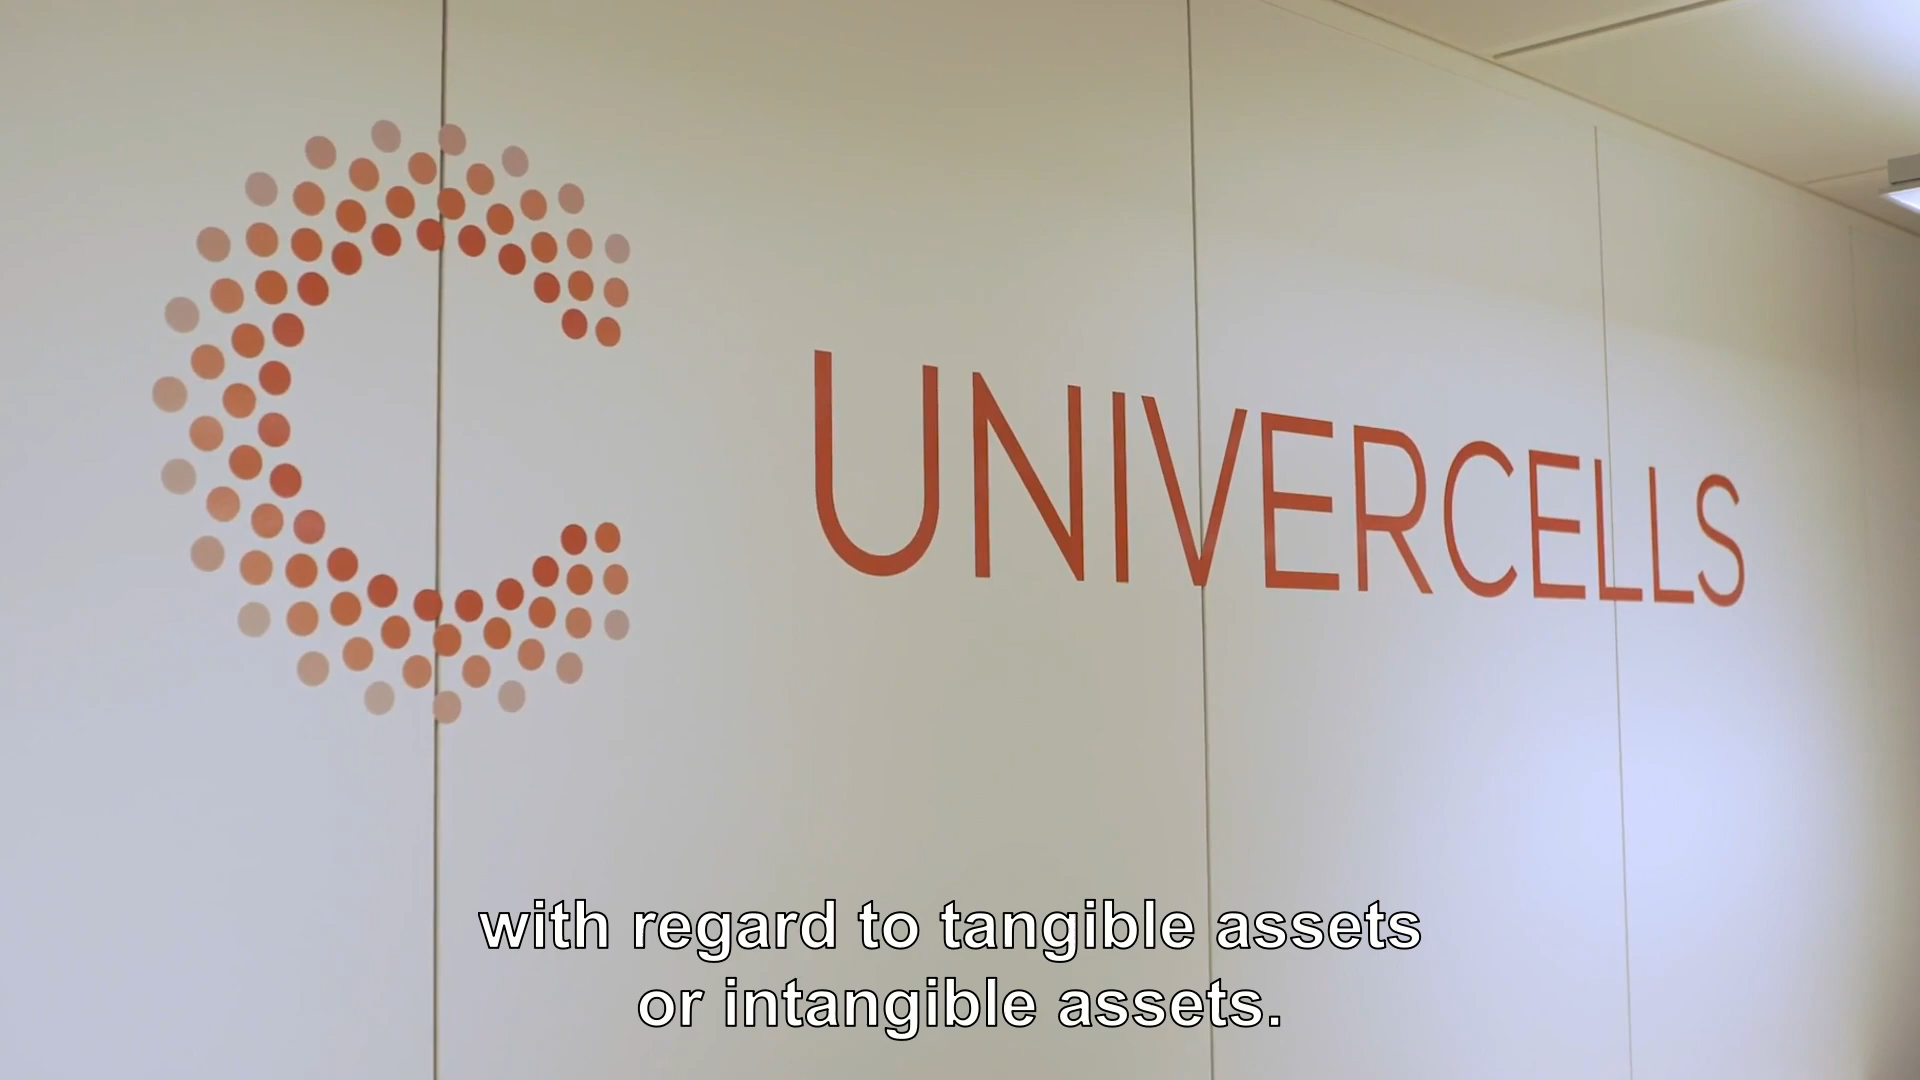 UNIVERCELLS
with regard to tangible assets
or intangible assets.